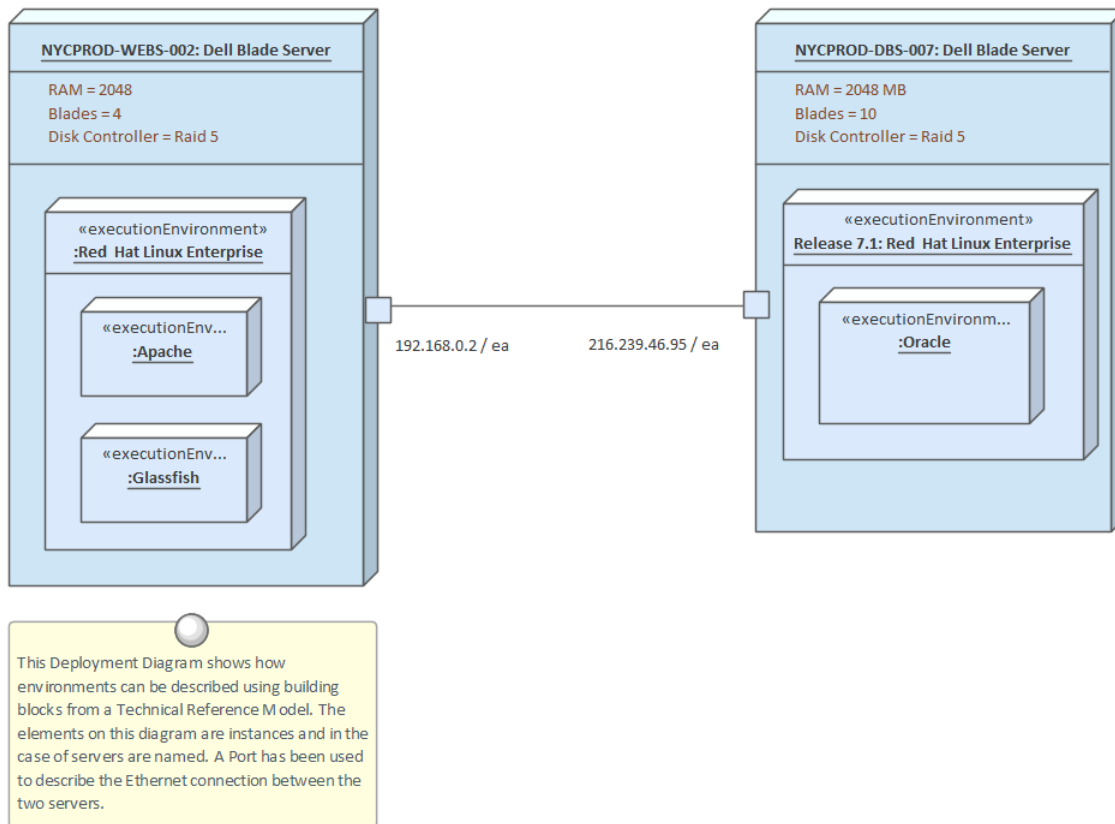 NYCPROD-WEBS-002: Dell Blade Server
RAM = 2048
Blades = 4
Disk Controller = Raid 5
«executionEnvironment»
:Red Hat Linux Enterprise
«executionEnv...
:Apache
«executionEnv...
:Glassfish
192.168.0.2 / ea
216.239.46.95 / ea
NYCPROD-DBS-007: Dell Blade Server
RAM = 2048 MB
Blades = 10
Disk Controller = Raid 5
«executionEnvironment»
Release 7.1: Red Hat Linux Enterprise
«executionEnvironm...
:Oracle
This Deployment Diagram shows how
environments can be described using building
blocks from a Technical Reference Model. The
elements on this diagram are instances and in the
case of servers are named. A Port has been used
to describe the Ethernet connection between the
two servers.